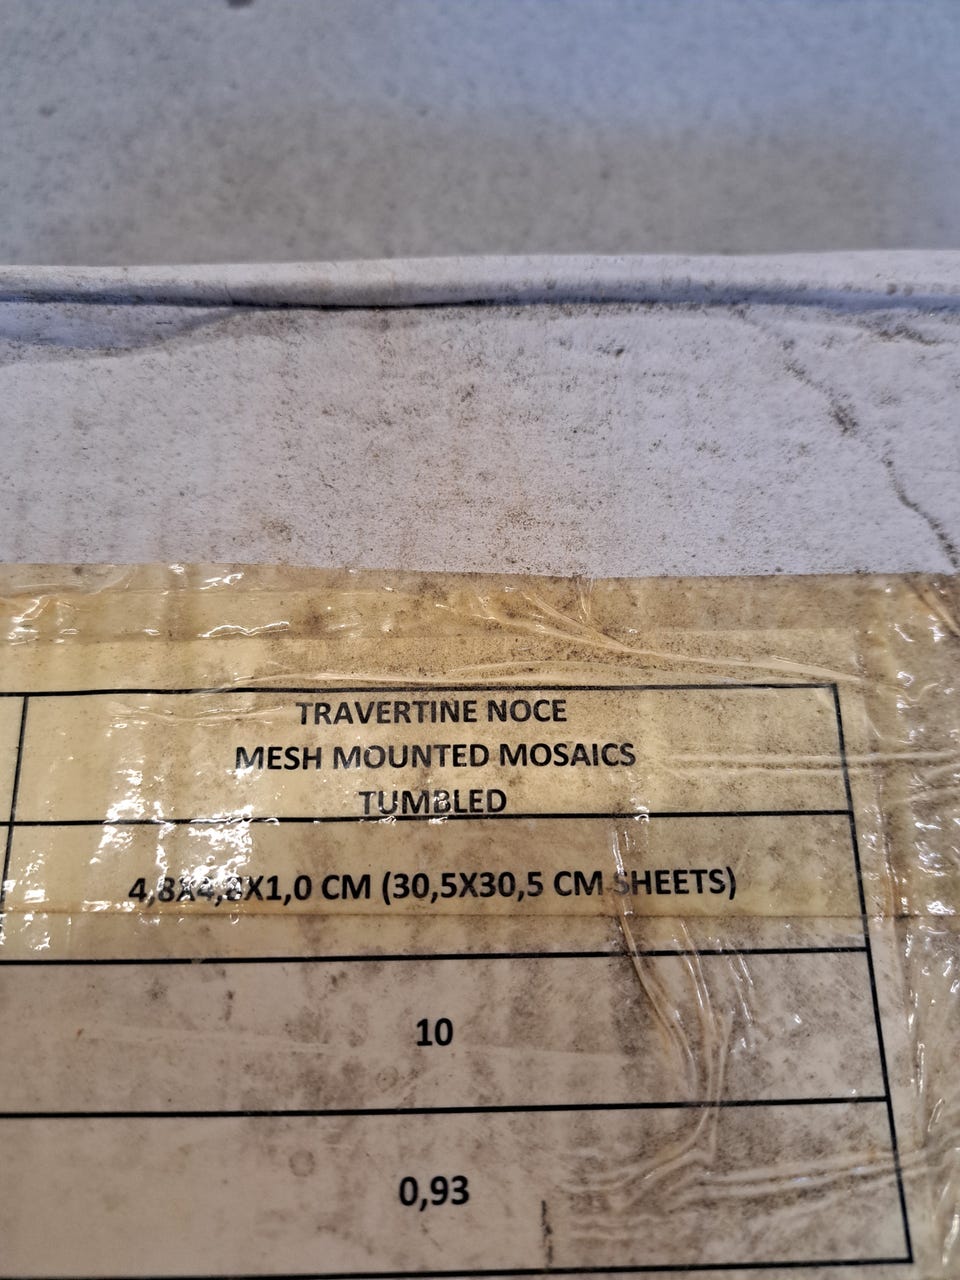 TRAVERTINE NOCE
MESH MOUNTED MOSAICS
TUMBLED
4,8X4,8X1,0 CM (30,5X30,5 CM SHEETS)
10
0,93